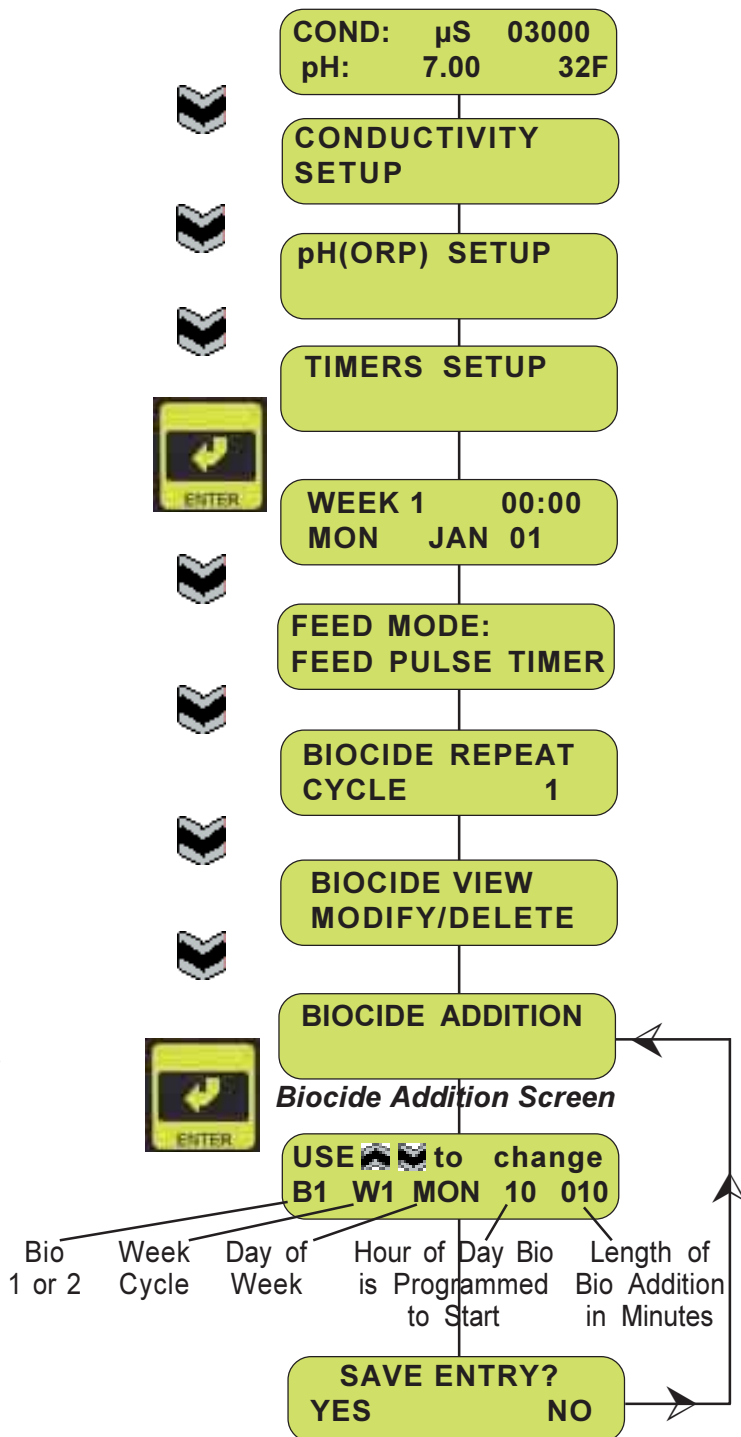 COND: µS 03000
pH: 7.00 32F
CONDUCTIVITY
SETUP
pH(ORP) SETUP
TIMERS SETUP
ENTER
WEEK 1 00:00
MON JAN 01
FEED MODE:
FEED PULSE TIMER
BIOCIDE REPEAT
CYCLE 1
BIOCIDE VIEW
MODIFY/DELETE
BIOCIDE ADDITION
ENTER
Biocide Addition Screen
USE to change
B1 W1 MON 10 010
Bio
1 or 2
Week
Cycle
Day of
Week
Hour of Day Bio
is Programmed
to Start
Length of
Bio Addition
in Minutes
SAVE ENTRY?
YES NO